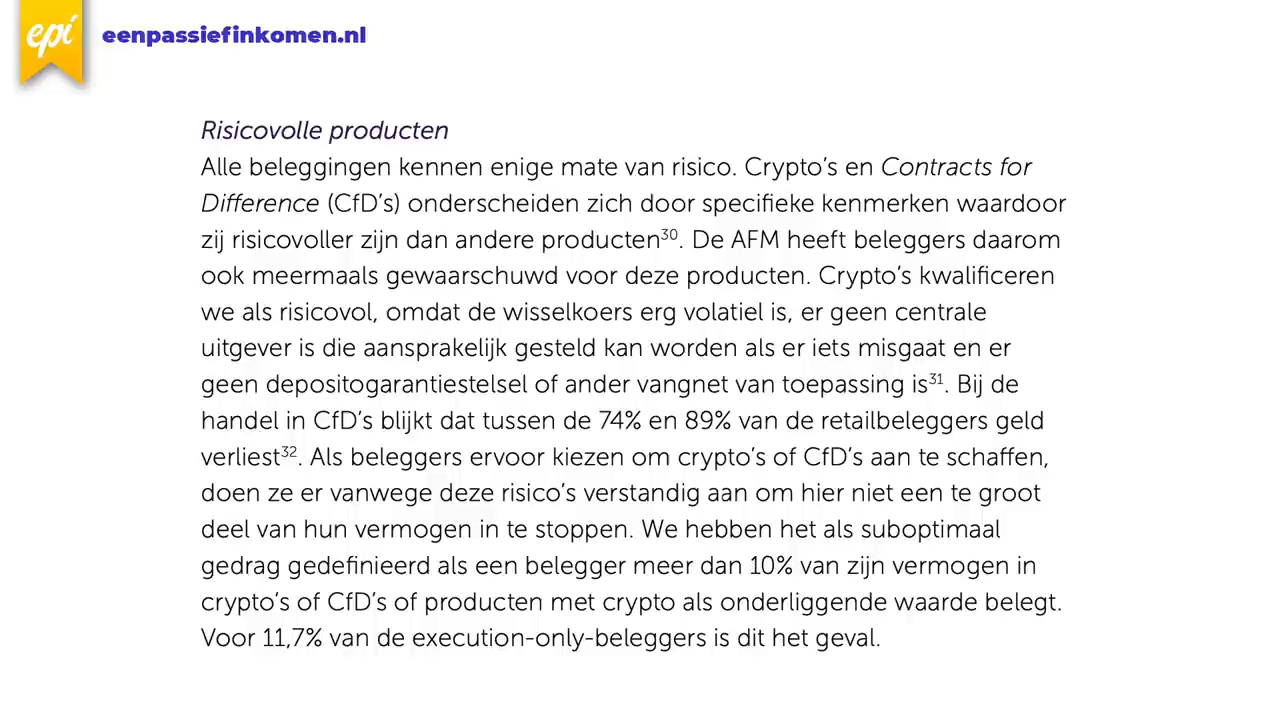 epi
eenpassiefinkomen.nl
Risicovolle producten
Alle beleggingen kennen enige mate van risico. Crypto’s en Contracts for
Difference (CfD’s) onderscheiden zich door specifieke kenmerken waardoor
zij risicovoller zijn dan andere producten³⁰. De AFM heeft beleggers daarom
ook meermaals gewaarschuwd voor deze producten. Crypto’s kwalificeren
we als risicovol, omdat de wisselkoers erg volatiel is, er geen centrale
uitgever is die aansprakelijk gesteld kan worden als er iets misgaat en er
geen depositogarantiestelsel of ander vangnet van toepassing is³¹. Bij de
handel in CfD’s blijkt dat tussen de 74% en 89% van de retailbeleggers geld
verliest³². Als beleggers ervoor kiezen om crypto’s of CfD’s aan te schaffen,
doen ze er vanwege deze risico’s verstandig aan om hier niet een te groot
deel van hun vermogen in te stoppen. We hebben het als suboptimaal
gedrag gedefinieerd als een belegger meer dan 10% van zijn vermogen in
crypto’s of CfD’s of producten met crypto als onderliggende waarde belegt.
Voor 11,7% van de execution-only-beleggers is dit het geval.